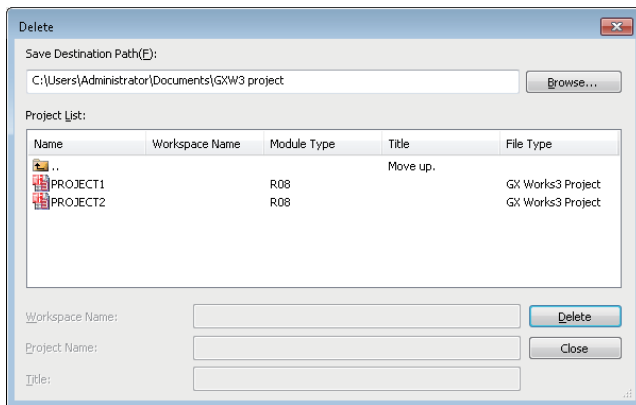 Delete
Save Destination Path(F):
C:\Users\Administrator\Documents\GXW3 project
Browse...
Project List:
Name Workspace Name Module Type Title File Type
.. Move up.
PROJECT1 R08 GX Works3 Project
PROJECT2 R08 GX Works3 Project
Workspace Name: Delete
Project Name: Close
Title: